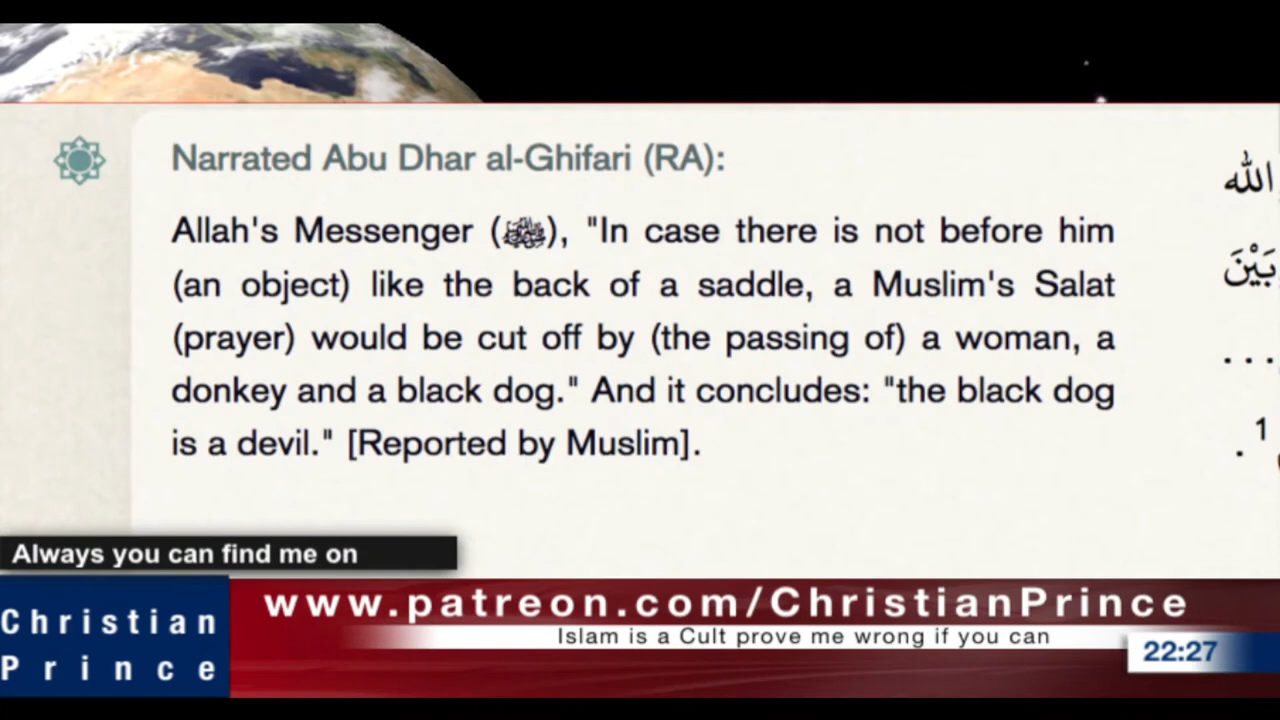 Narrated Abu Dhar al-Ghifari (RA):
Allah's Messenger (ﷺ), "In case there is not before him
(an object) like the back of a saddle, a Muslim's Salat
(prayer) would be cut off by (the passing of) a woman, a
donkey and a black dog." And it concludes: "the black dog
is a devil." [Reported by Muslim].
الله
بَيْنَ
...
1 .
Always you can find me on
Christian
Prince
www.patreon.com/ChristianPrince
Islam is a Cult prove me wrong if you can
22:27